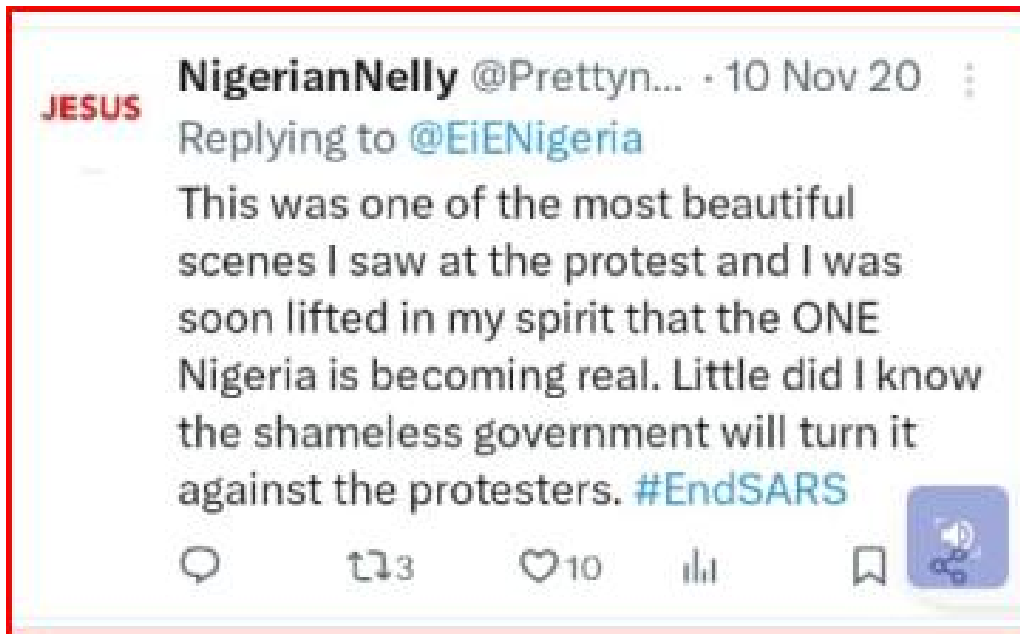 JESUS
NigerianNelly @Prettyn... · 10 Nov 20
Replying to @EiENigeria
This was one of the most beautiful
scenes I saw at the protest and I was
soon lifted in my spirit that the ONE
Nigeria is becoming real. Little did I know
the shameless government will turn it
against the protesters. #EndSARS
3 10